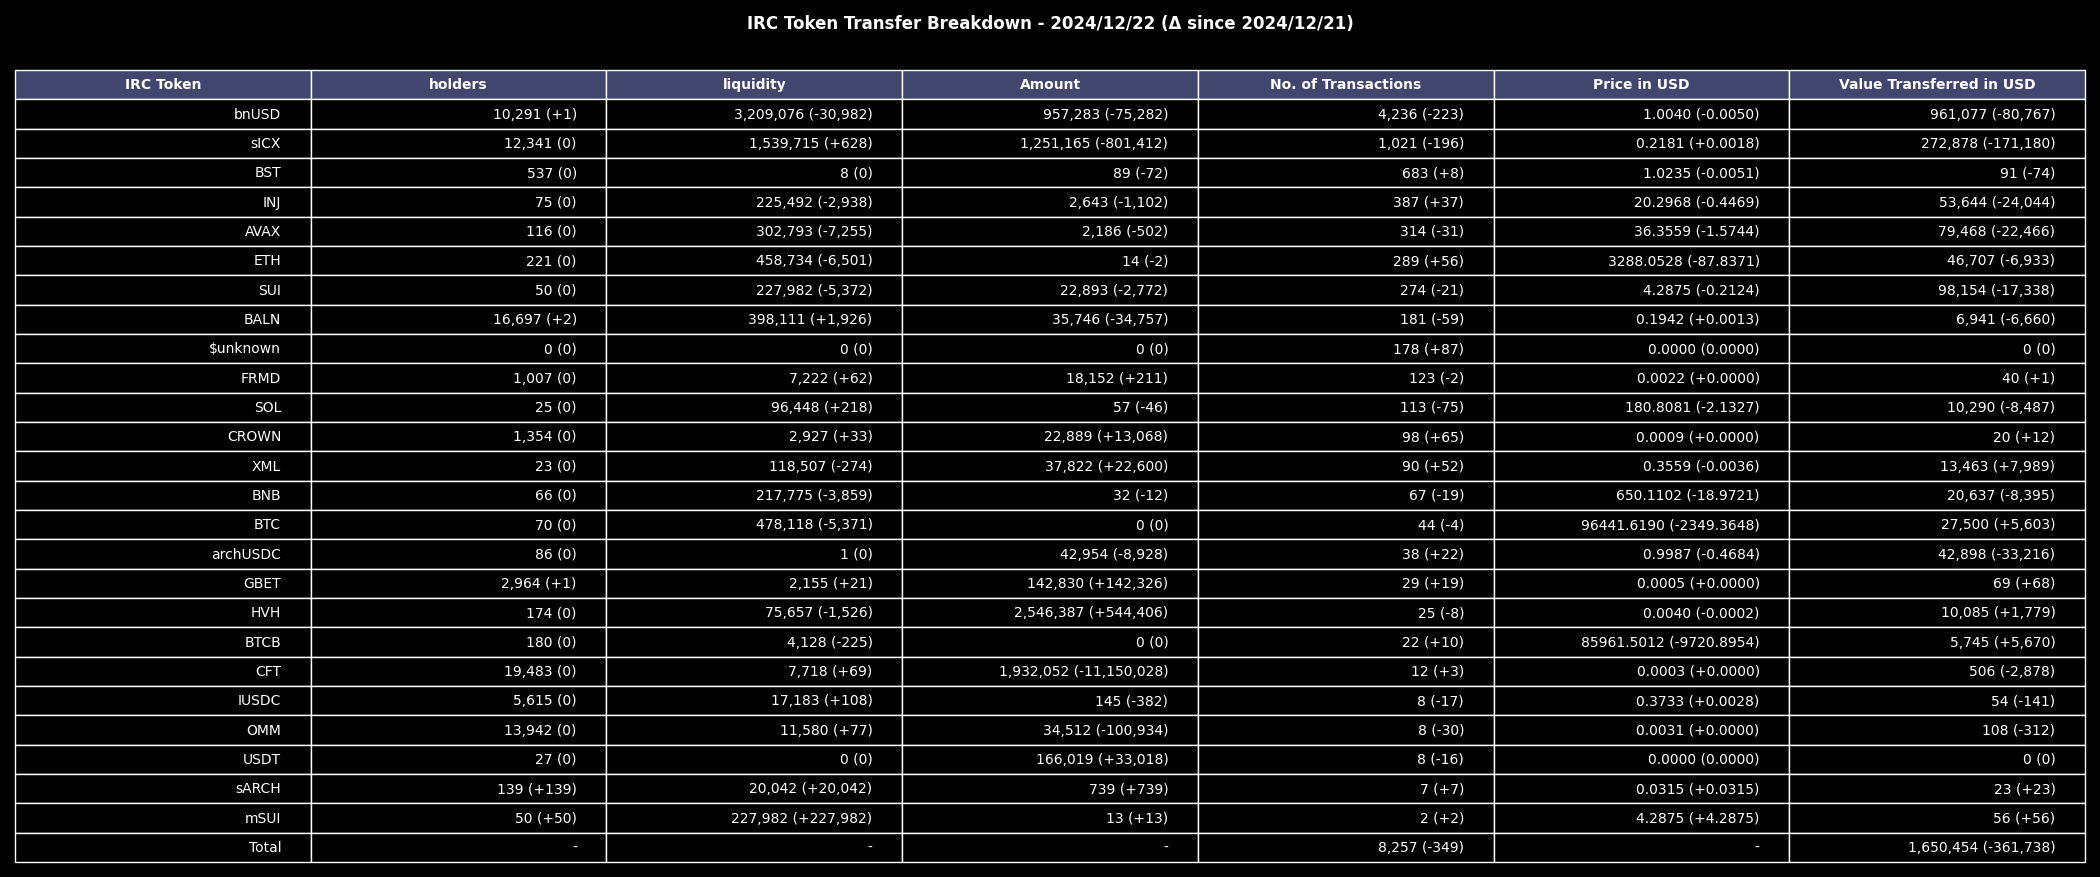 IRC Token Transfer Breakdown - 2024/12/22 (Δ since 2024/12/21)
IRC Token holders liquidity Amount No. of Transactions Price in USD Value Transferred in USD
bnUSD 10,291 (+1) 3,209,076 (-30,982) 957,283 (-75,282) 4,236 (-223) 1.0040 (-0.0050) 961,077 (-80,767)
sICX 12,341 (0) 1,539,715 (+628) 1,251,165 (-801,412) 1,021 (-196) 0.2181 (+0.0018) 272,878 (-171,180)
BST 537 (0) 8 (0) 89 (-72) 683 (+8) 1.0235 (-0.0051) 91 (-74)
INJ 75 (0) 225,492 (-2,938) 2,643 (-1,102) 387 (+37) 20.2968 (-0.4469) 53,644 (-24,044)
AVAX 116 (0) 302,793 (-7,255) 2,186 (-502) 314 (-31) 36.3559 (-1.5744) 79,468 (-22,466)
ETH 221 (0) 458,734 (-6,501) 14 (-2) 289 (+56) 3288.0528 (-87.8371) 46,707 (-6,933)
SUI 50 (0) 227,982 (-5,372) 22,893 (-2,772) 274 (-21) 4.2875 (-0.2124) 98,154 (-17,338)
BALN 16,697 (+2) 398,111 (+1,926) 35,746 (-34,757) 181 (-59) 0.1942 (+0.0013) 6,941 (-6,660)
$unknown 0 (0) 0 (0) 0 (0) 178 (+87) 0.0000 (0.0000) 0 (0)
FRMD 1,007 (0) 7,222 (+62) 18,152 (+211) 123 (-2) 0.0022 (+0.0000) 40 (+1)
SOL 25 (0) 96,448 (+218) 57 (-46) 113 (-75) 180.8081 (-2.1327) 10,290 (-8,487)
CROWN 1,354 (0) 2,927 (+33) 22,889 (+13,068) 98 (+65) 0.0009 (+0.0000) 20 (+12)
XML 23 (0) 118,507 (-274) 37,822 (+22,600) 90 (+52) 0.3559 (-0.0036) 13,463 (+7,989)
BNB 66 (0) 217,775 (-3,859) 32 (-12) 67 (-19) 650.1102 (-18.9721) 20,637 (-8,395)
BTC 70 (0) 478,118 (-5,371) 0 (0) 44 (-4) 96441.6190 (-2349.3648) 27,500 (+5,603)
archUSDC 86 (0) 1 (0) 42,954 (-8,928) 38 (+22) 0.9987 (-0.4684) 42,898 (-33,216)
GBET 2,964 (+1) 2,155 (+21) 142,830 (+142,326) 29 (+19) 0.0005 (+0.0000) 69 (+68)
HVH 174 (0) 75,657 (-1,526) 2,546,387 (+544,406) 25 (-8) 0.0040 (-0.0002) 10,085 (+1,779)
BTCB 180 (0) 4,128 (-225) 0 (0) 22 (+10) 85961.5012 (-9720.8954) 5,745 (+5,670)
CFT 19,483 (0) 7,718 (+69) 1,932,052 (-11,150,028) 12 (+3) 0.0003 (+0.0000) 506 (-2,878)
IUSDC 5,615 (0) 17,183 (+108) 145 (-382) 8 (-17) 0.3733 (+0.0028) 54 (-141)
OMM 13,942 (0) 11,580 (+77) 34,512 (-100,934) 8 (-30) 0.0031 (+0.0000) 108 (-312)
USDT 27 (0) 0 (0) 166,019 (+33,018) 8 (-16) 0.0000 (0.0000) 0 (0)
sARCH 139 (+139) 20,042 (+20,042) 739 (+739) 7 (+7) 0.0315 (+0.0315) 23 (+23)
mSUI 50 (+50) 227,982 (+227,982) 13 (+13) 2 (+2) 4.2875 (+4.2875) 56 (+56)
Total - - - 8,257 (-349) - 1,650,454 (-361,738)